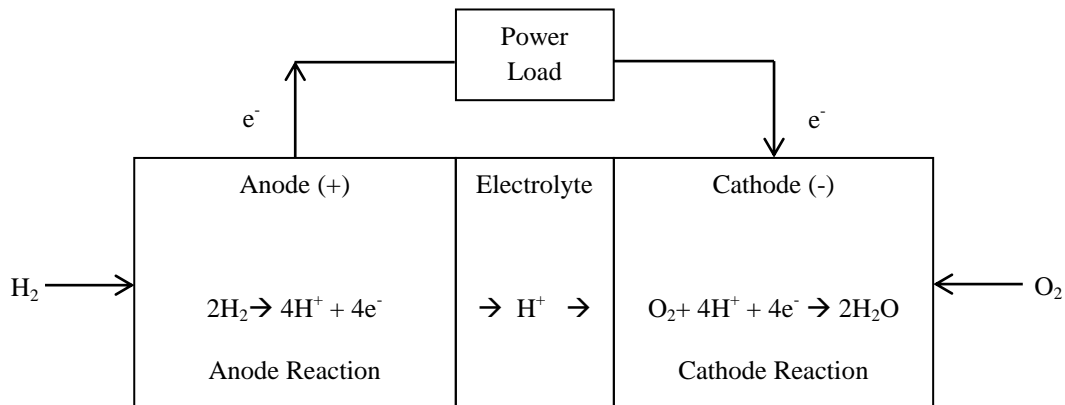 Power
Load
e⁻ e⁻
Anode (+) Electrolyte Cathode (-)
H₂ O₂
2H₂→ 4H⁺ + 4e⁻ → H⁺ → O₂+ 4H⁺ + 4e⁻ → 2H₂O
Anode Reaction Cathode Reaction